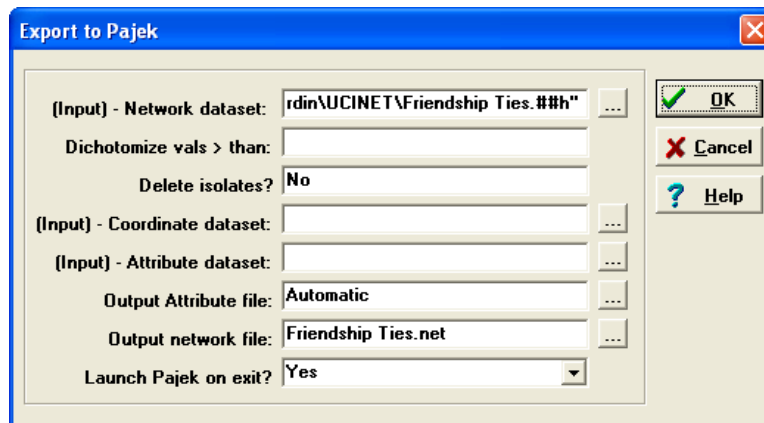 Export to Pajek
(Input) - Network dataset: rdin\UCINET\Friendship Ties.##h" ...
Dichotomize vals > than:
Delete isolates? No
(Input) - Coordinate dataset: ...
(Input) - Attribute dataset: ...
Output Attribute file: Automatic ...
Output network file: Friendship Ties.net ...
Launch Pajek on exit? Yes
OK
Cancel
? Help